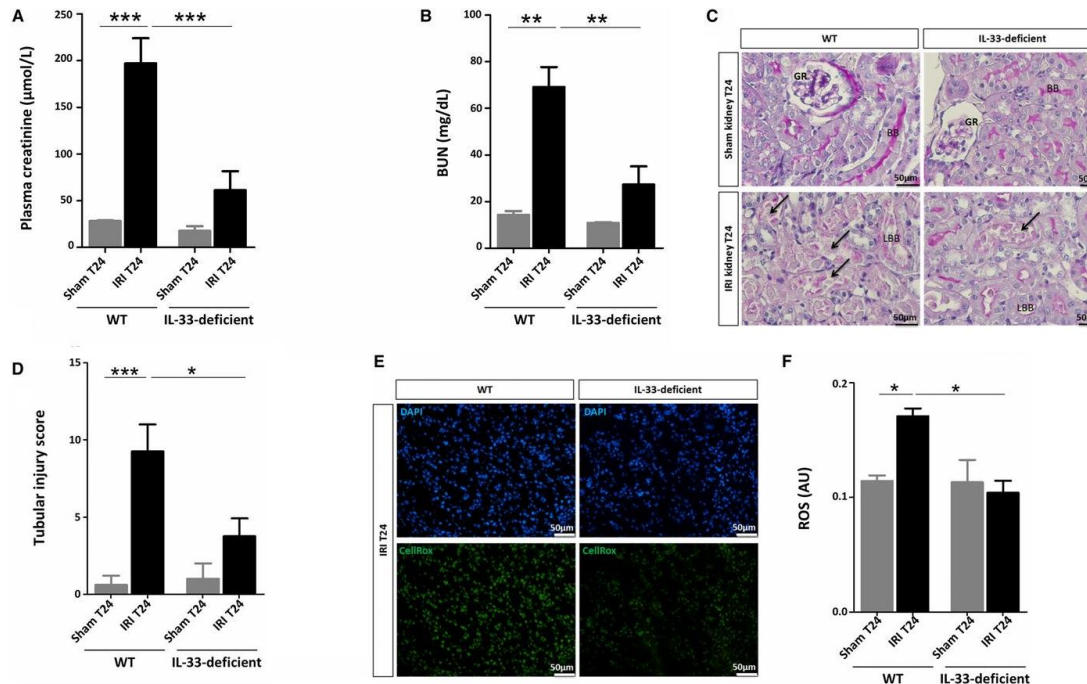 A
***
***
Plasma creatinine (µmol/L)
250
200
150
100
50
0
Sham T24
IRI T24
Sham T24
IRI T24
WT
IL-33-deficient
B
**
**
BUN (mg/dL)
100
80
60
40
20
0
Sham T24
IRI T24
Sham T24
IRI T24
WT
IL-33-deficient
C
WT
IL-33-deficient
Sham kidney T24
GR
BB
50µm
GR
BB
50µm
IRI kidney T24
LBB
50µm
LBB
50µm
D
***
*
Tubular injury score
15
10
5
0
Sham T24
IRI T24
Sham T24
IRI T24
WT
IL-33-deficient
E
WT
IL-33-deficient
IRI T24
DAPI
50µm
DAPI
50µm
CellRox
50µm
CellRox
50µm
F
*
*
ROS (AU)
0.2
0.1
0.0
Sham T24
IRI T24
Sham T24
IRI T24
WT
IL-33-deficient